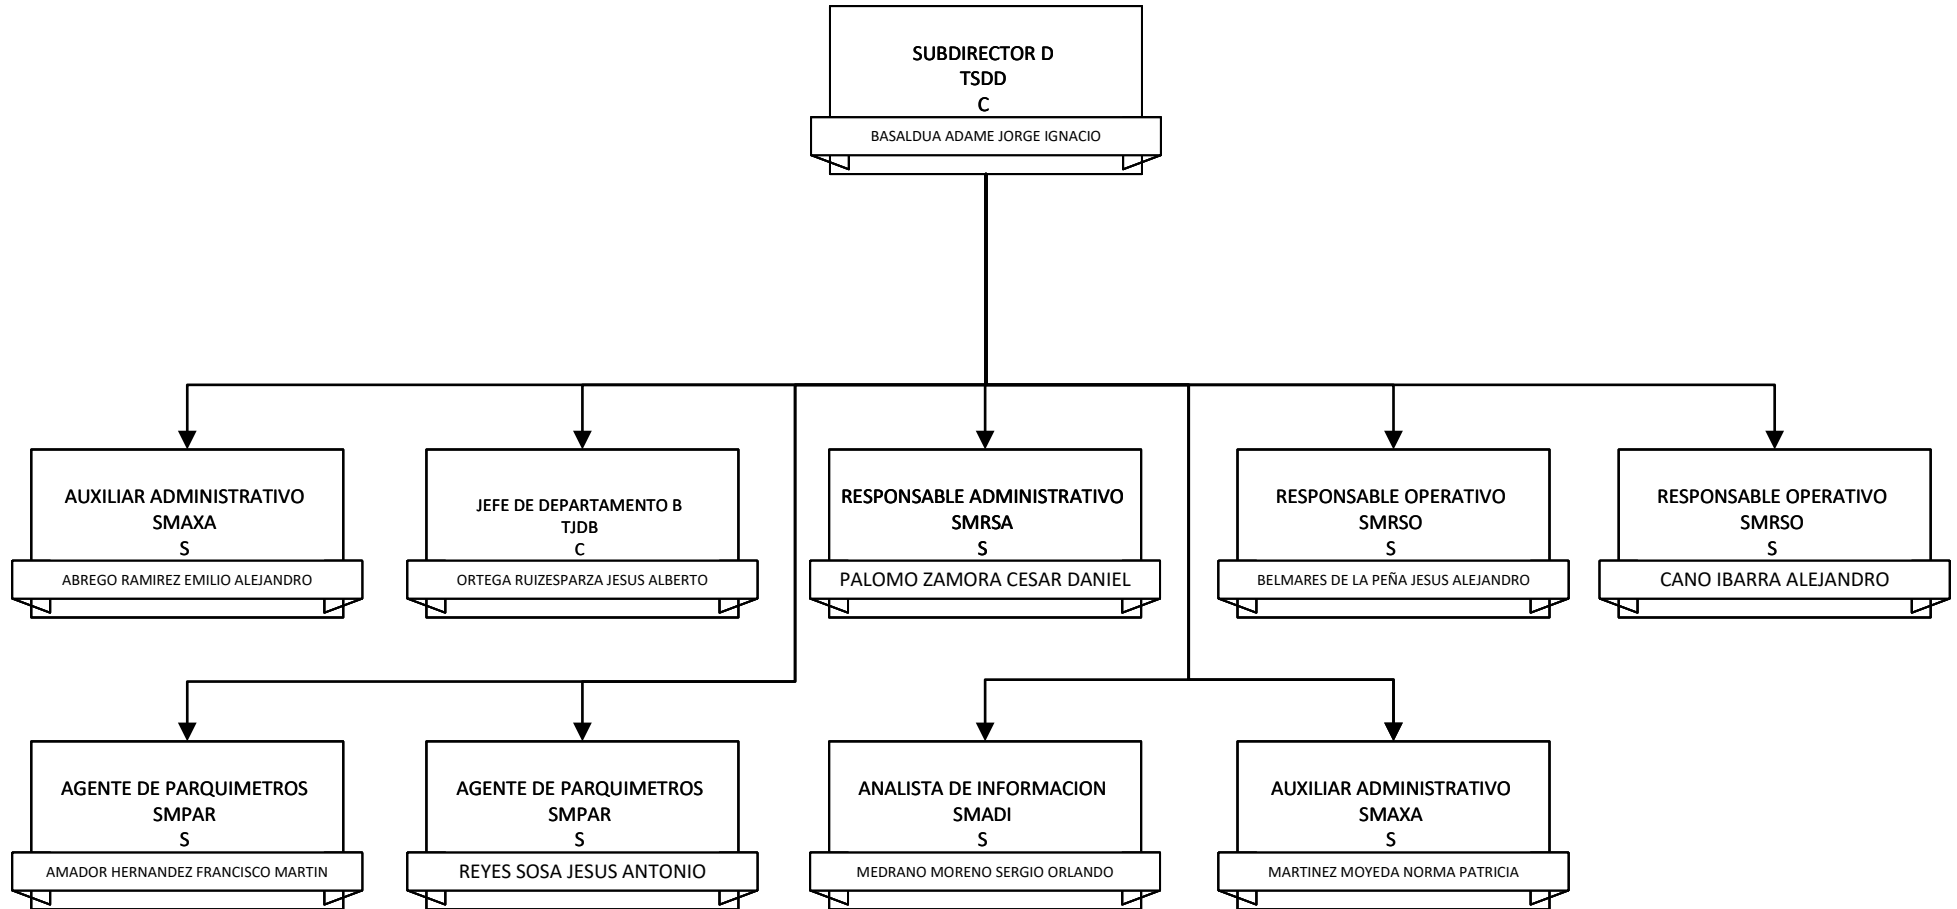 SUBDIRECTOR D
TSDD
C
BASALDUA ADAME JORGE IGNACIO
AUXILIAR ADMINISTRATIVO
SMAXA
S
ABREGO RAMIREZ EMILIO ALEJANDRO
JEFE DE DEPARTAMENTO B
TJDB
C
ORTEGA RUIZESPARZA JESUS ALBERTO
RESPONSABLE ADMINISTRATIVO
SMRSA
S
PALOMO ZAMORA CESAR DANIEL
RESPONSABLE OPERATIVO
SMRSO
S
BELMARES DE LA PEÑA JESUS ALEJANDRO
RESPONSABLE OPERATIVO
SMRSO
S
CANO IBARRA ALEJANDRO
AGENTE DE PARQUIMETROS
SMPAR
S
AMADOR HERNANDEZ FRANCISCO MARTIN
AGENTE DE PARQUIMETROS
SMPAR
S
REYES SOSA JESUS ANTONIO
ANALISTA DE INFORMACION
SMADI
S
MEDRANO MORENO SERGIO ORLANDO
AUXILIAR ADMINISTRATIVO
SMAXA
S
MARTINEZ MOYEDA NORMA PATRICIA